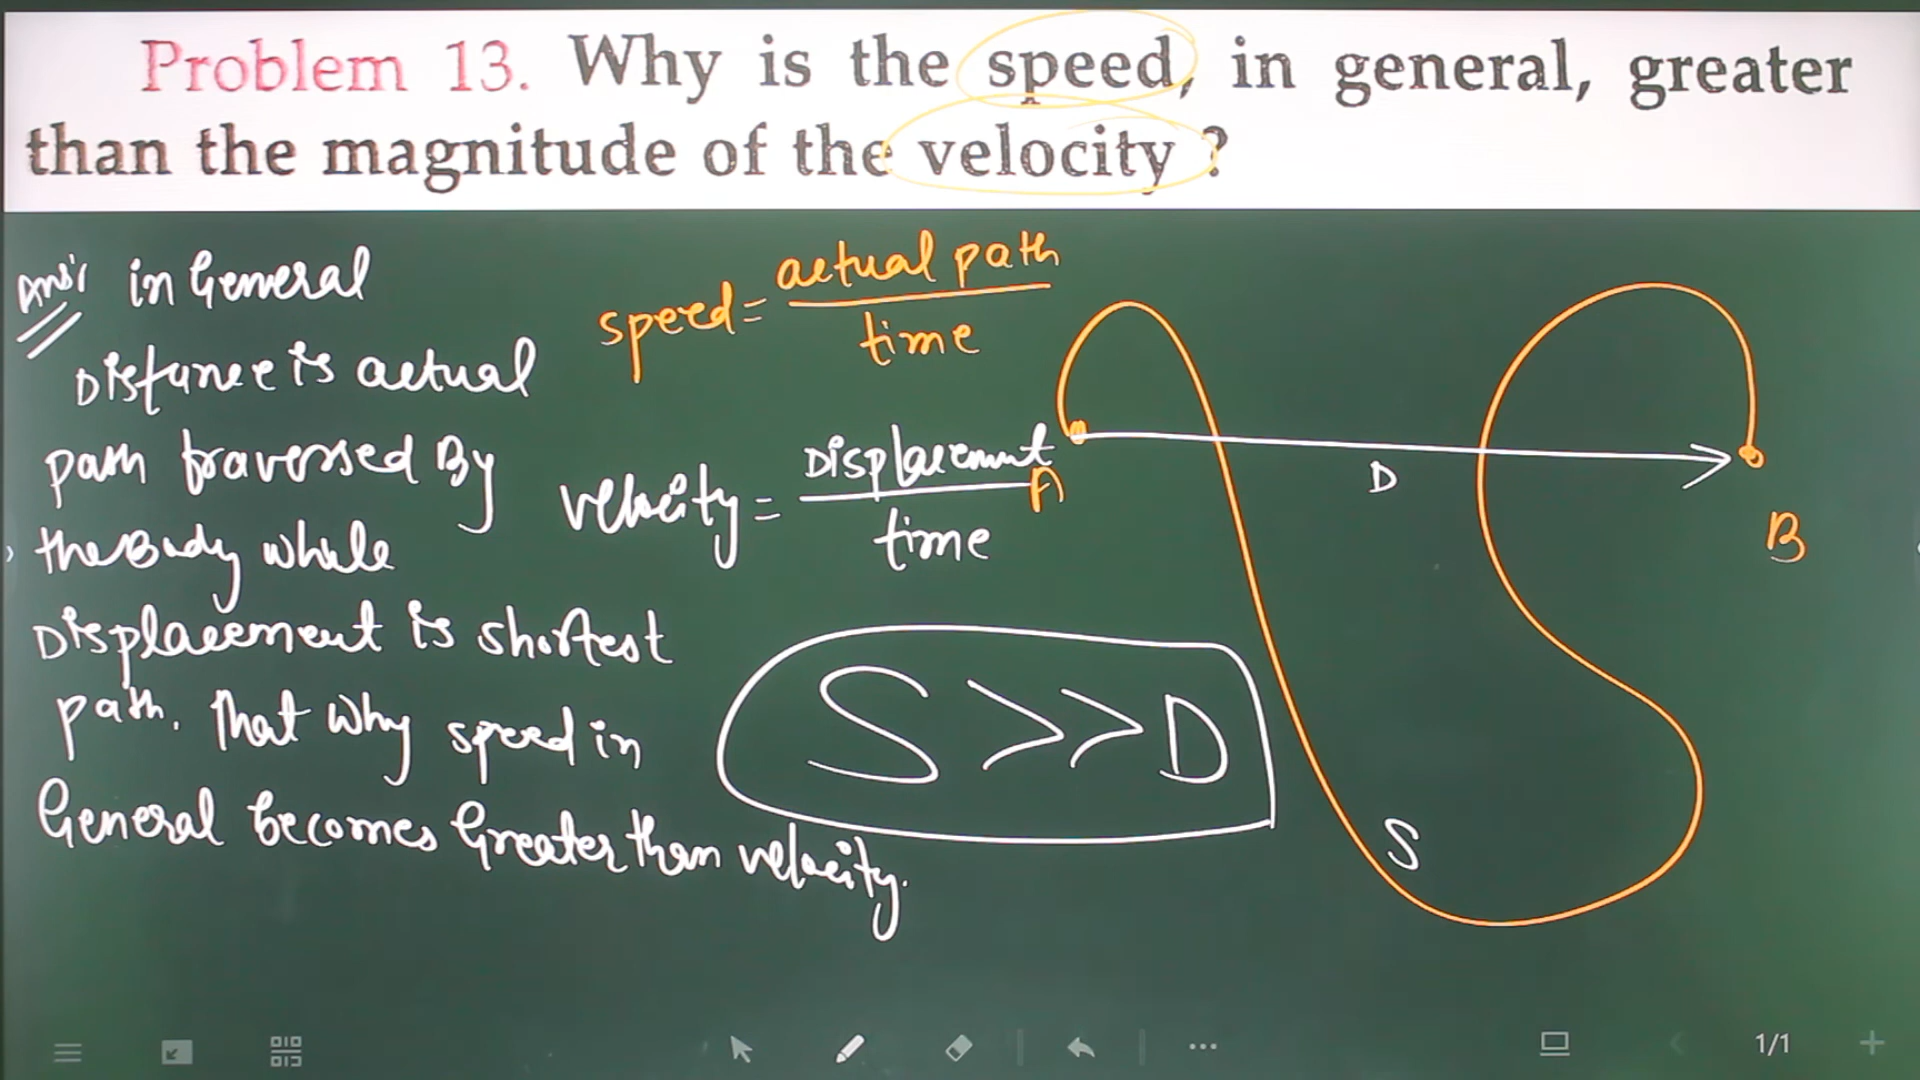 Problem 13. Why is the speed, in general, greater
than the magnitude of the velocity ?
Ans:
in General
Distance is actual
path traversed By
the Body while
Displacement is shortest
path. That why speed in
General becomes Greater than velocity.
speed = actual path
time
velocity = Displacement
time
S >> D
A
D
B
S
1/1